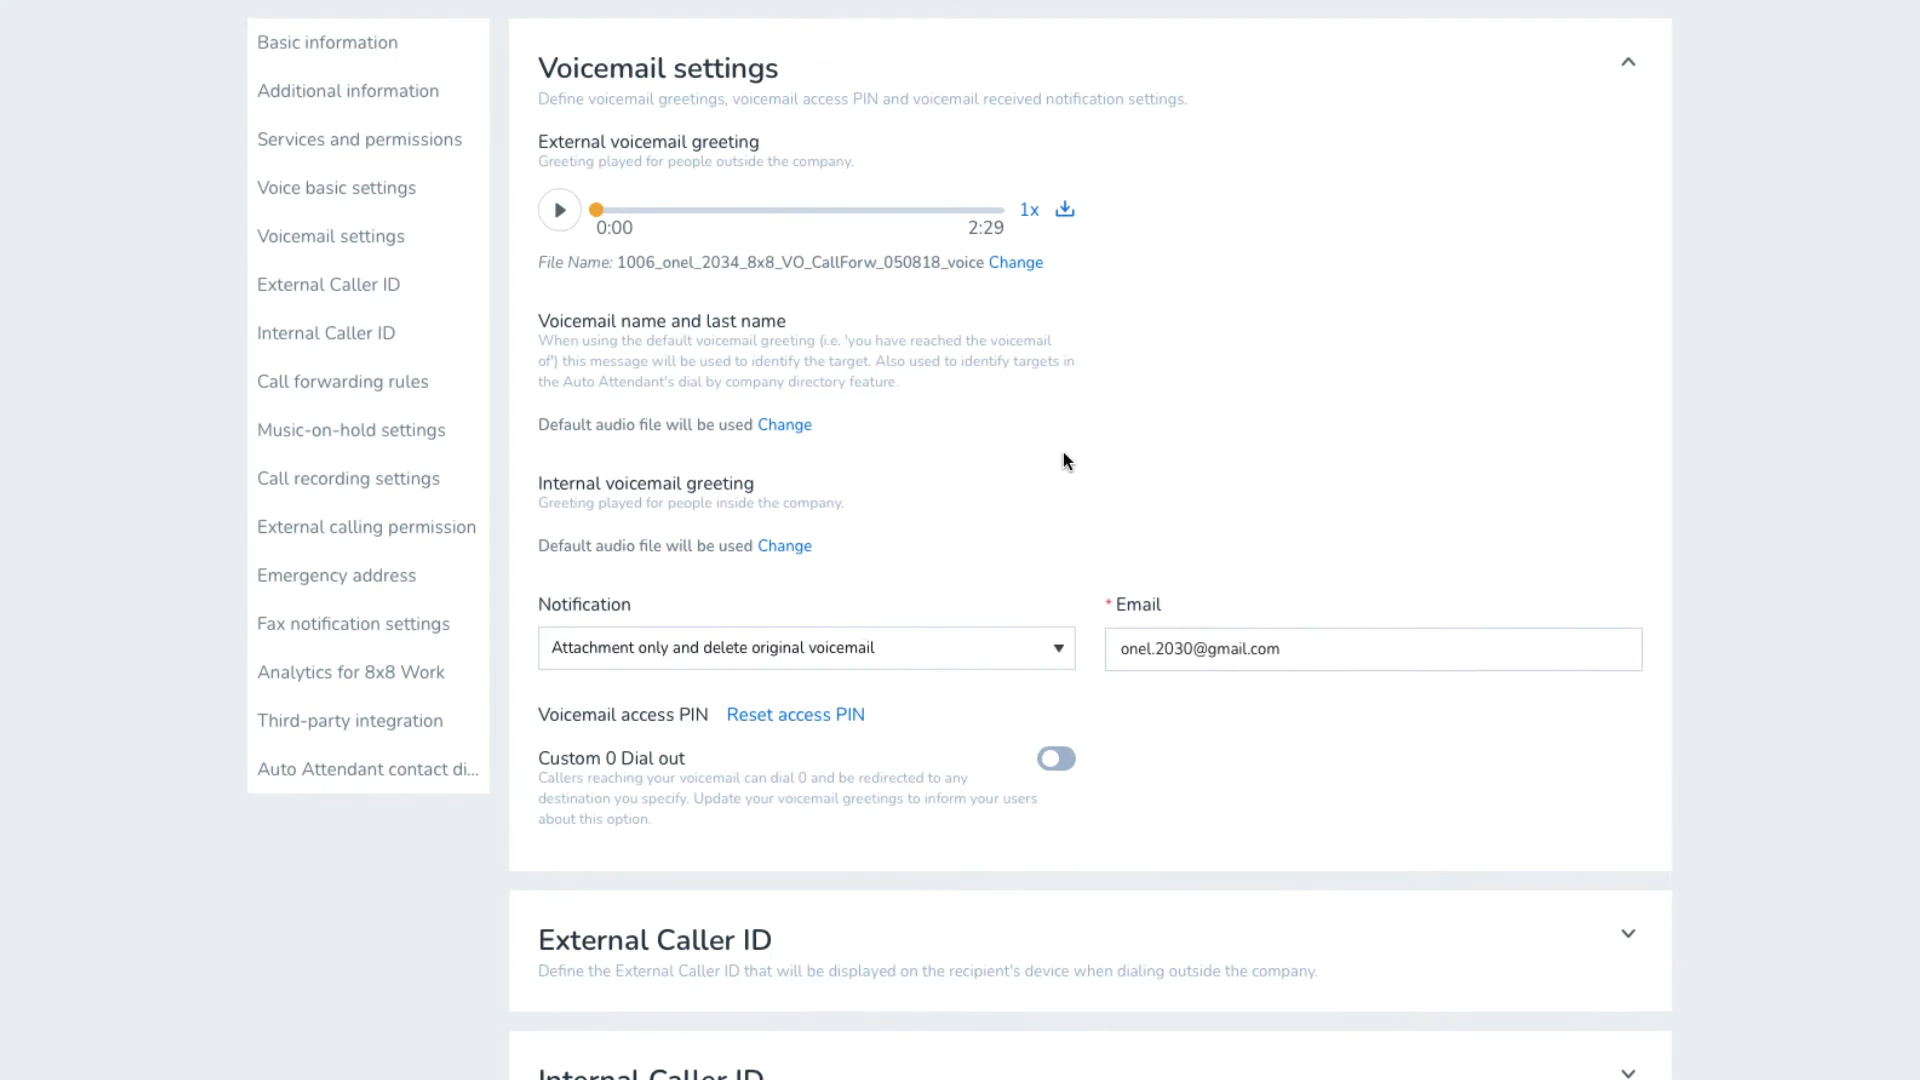 Basic information
Additional information
Services and permissions
Voice basic settings
Voicemail settings
External Caller ID
Internal Caller ID
Call forwarding rules
Music-on-hold settings
Call recording settings
External calling permission
Emergency address
Fax notification settings
Analytics for 8x8 Work
Third-party integration
Auto Attendant contact di...
Voicemail settings
Define voicemail greetings, voicemail access PIN and voicemail received notification settings.
External voicemail greeting
Greeting played for people outside the company.
1x
0:00 2:29
File Name: 1006_onel_2034_8x8_VO_CallForw_050818_voice Change
Voicemail name and last name
When using the default voicemail greeting (i.e. 'you have reached the voicemail
of') this message will be used to identify the target. Also used to identify targets in
the Auto Attendant's dial by company directory feature.
Default audio file will be used Change
Internal voicemail greeting
Greeting played for people inside the company.
Default audio file will be used Change
Notification
Attachment only and delete original voicemail
* Email
onel.2030@gmail.com
Voicemail access PIN Reset access PIN
Custom 0 Dial out
Callers reaching your voicemail can dial 0 and be redirected to any
destination you specify. Update your voicemail greetings to inform your users
about this option.
External Caller ID
Define the External Caller ID that will be displayed on the recipient's device when dialing outside the company.
Internal Caller ID